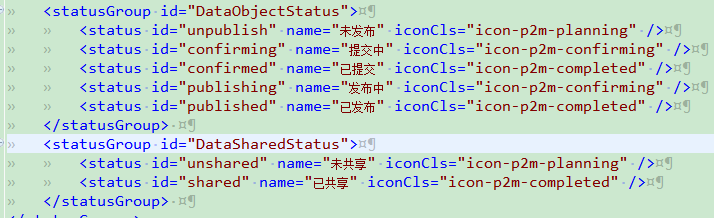 <statusGroup id="DataObjectStatus">
<status id="unpublish" name="未发布" iconCls="icon-p2m-planning" />
<status id="confirming" name="提交中" iconCls="icon-p2m-confirming" />
<status id="confirmed" name="已提交" iconCls="icon-p2m-completed" />
<status id="publishing" name="发布中" iconCls="icon-p2m-confirming" />
<status id="published" name="已发布" iconCls="icon-p2m-completed" />
</statusGroup>
<statusGroup id="DataSharedStatus">
<status id="unshared" name="未共享" iconCls="icon-p2m-planning" />
<status id="shared" name="已共享" iconCls="icon-p2m-completed" />
</statusGroup>